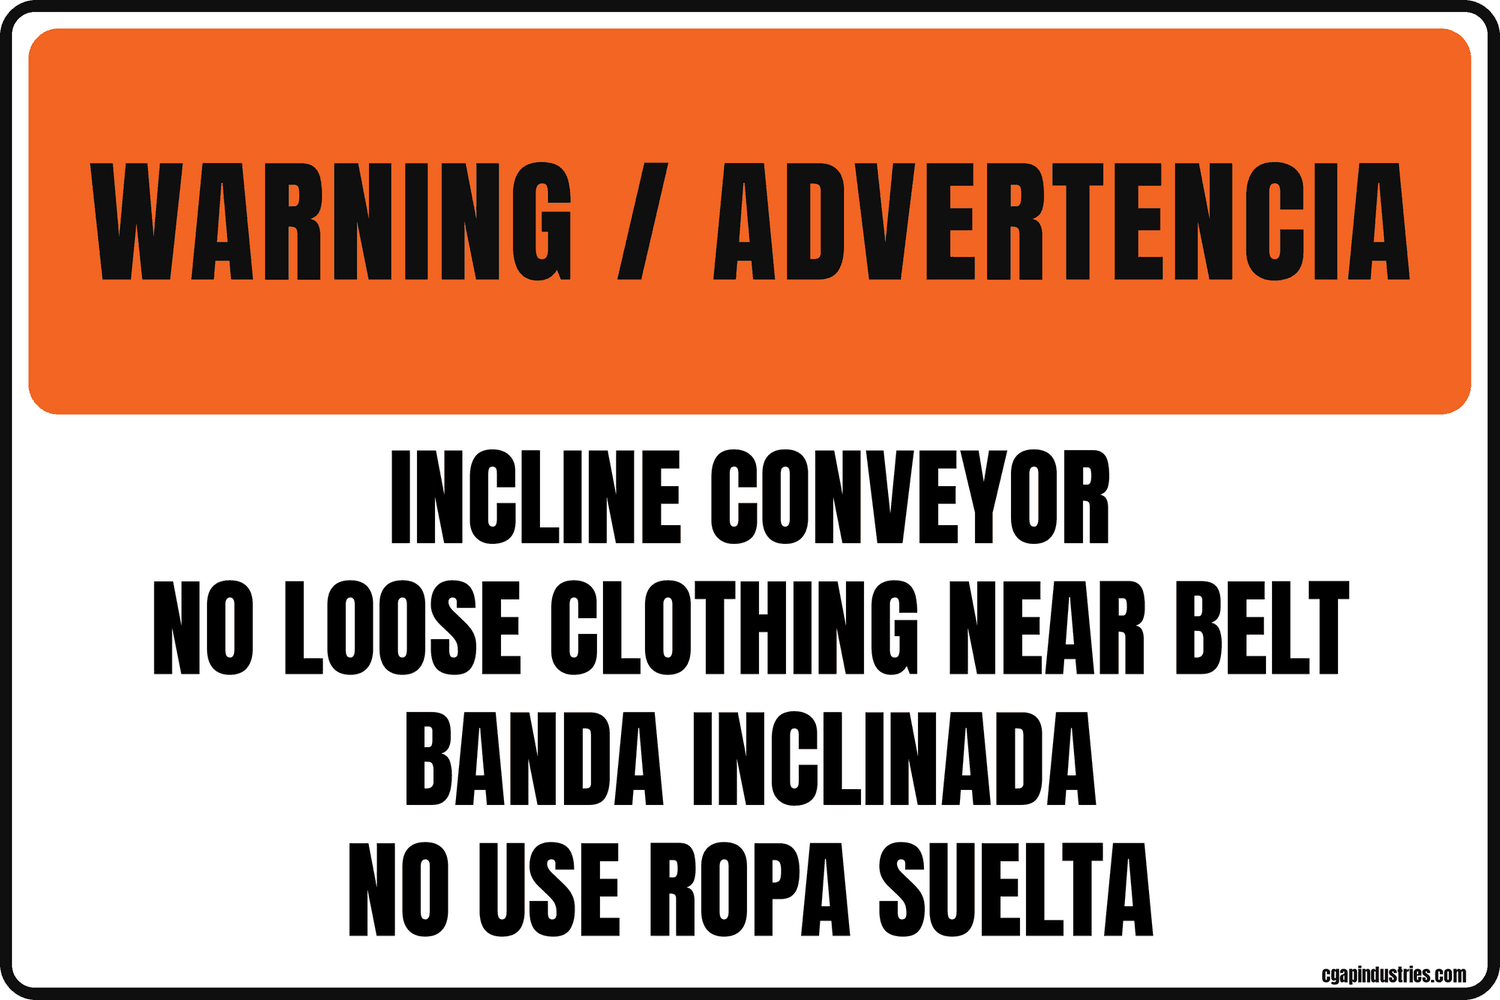 WARNING / ADVERTENCIA
INCLINE CONVEYOR
NO LOOSE CLOTHING NEAR BELT
BANDA INCLINADA
NO USE ROPA SUELTA
cgapindustries.com